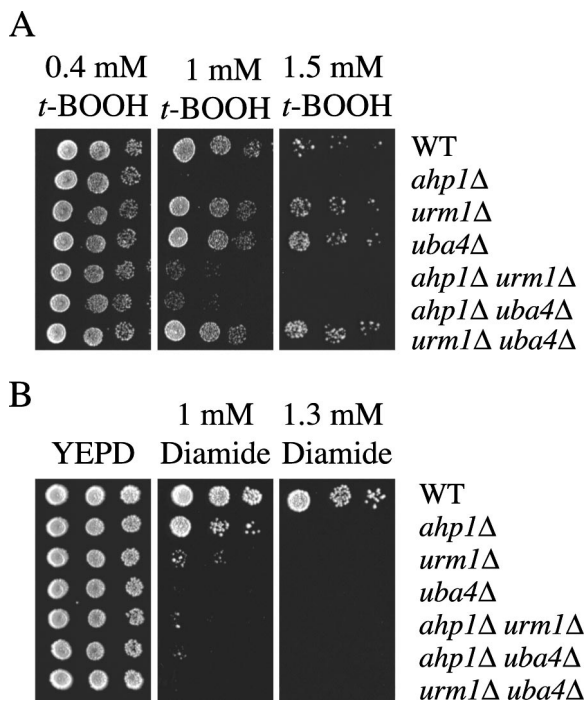 A
0.4 mM 1 mM 1.5 mM
t-BOOH t-BOOH t-BOOH
WT
ahp1Δ
urm1Δ
uba4Δ
ahp1Δ urm1Δ
ahp1Δ uba4Δ
urm1Δ uba4Δ
B
1 mM 1.3 mM
YEPD Diamide Diamide
WT
ahp1Δ
urm1Δ
uba4Δ
ahp1Δ urm1Δ
ahp1Δ uba4Δ
urm1Δ uba4Δ